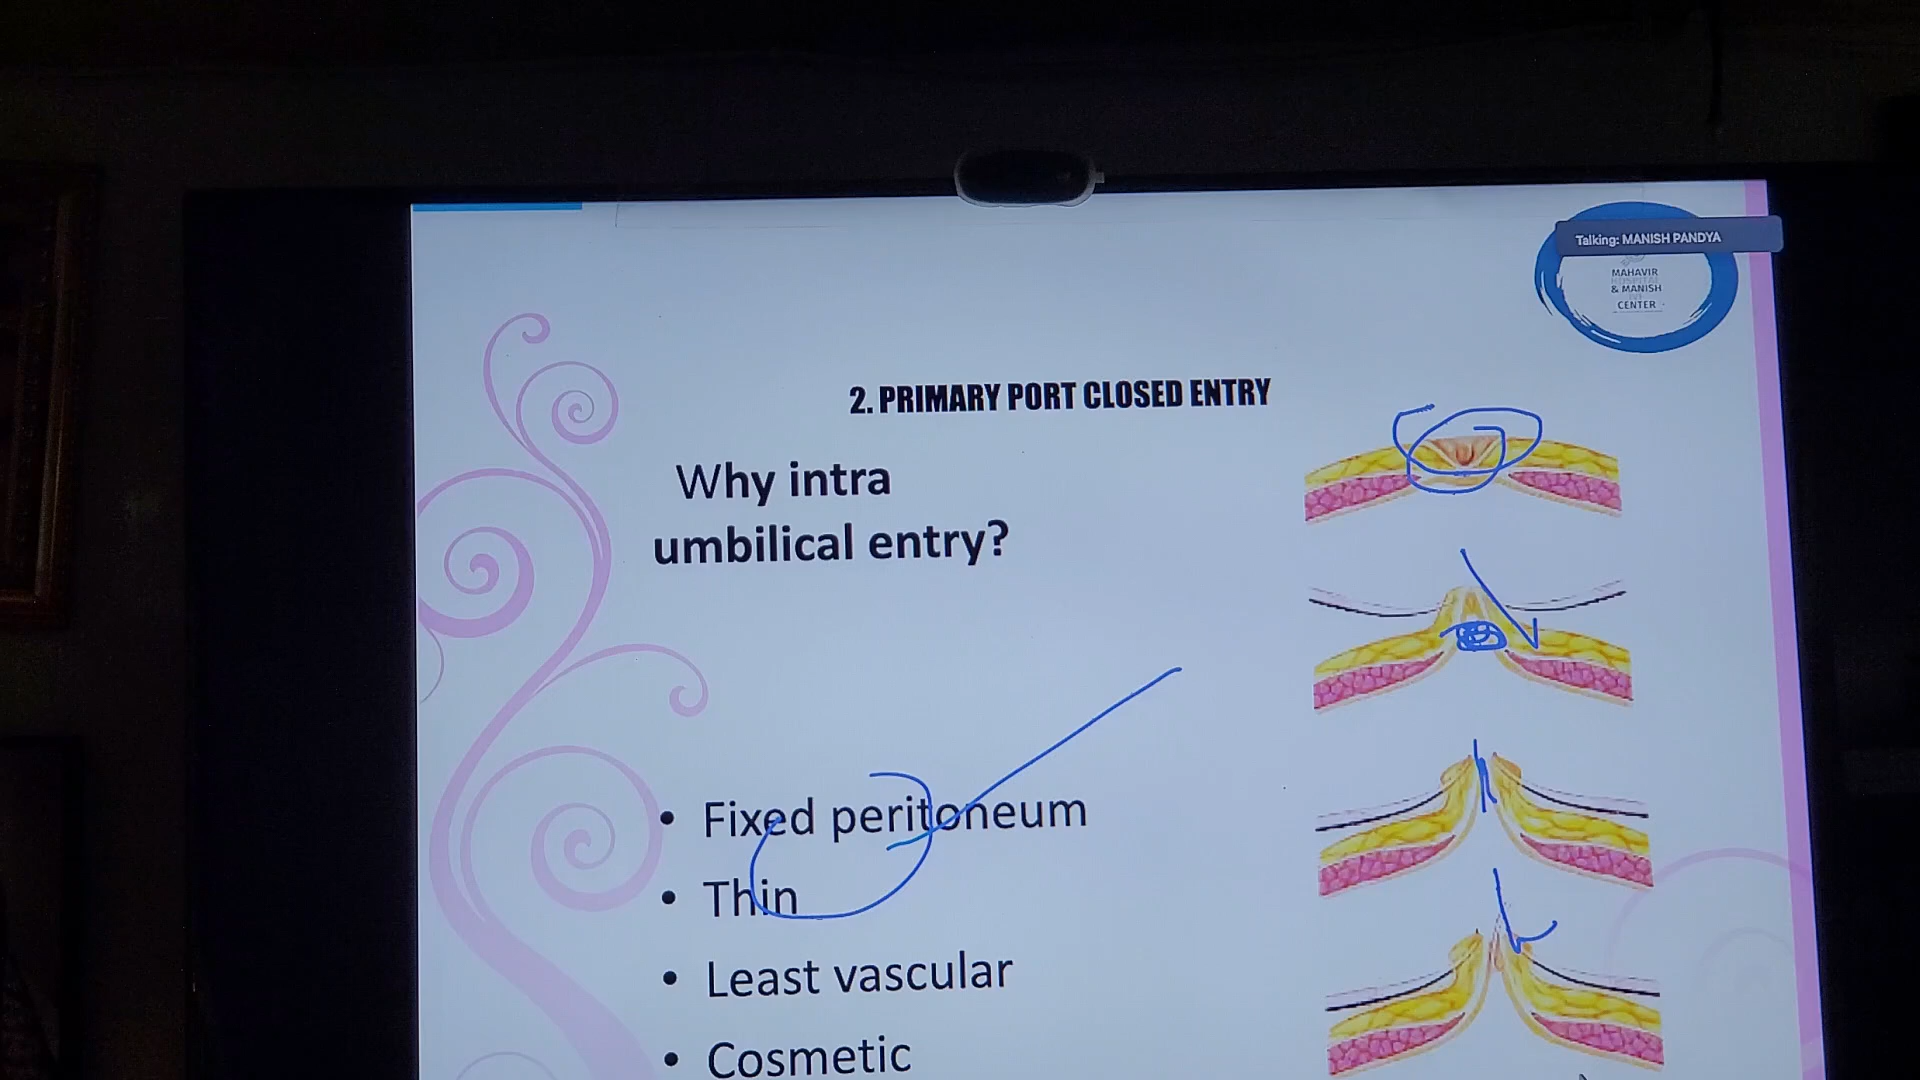 Talking: MANISH PANDYA
MAHAVIR
HOSPITAL
& MANISH
CENTER
2. PRIMARY PORT CLOSED ENTRY
Why intra
umbilical entry?
• Fixed peritoneum
• Thin
• Least vascular
• Cosmetic